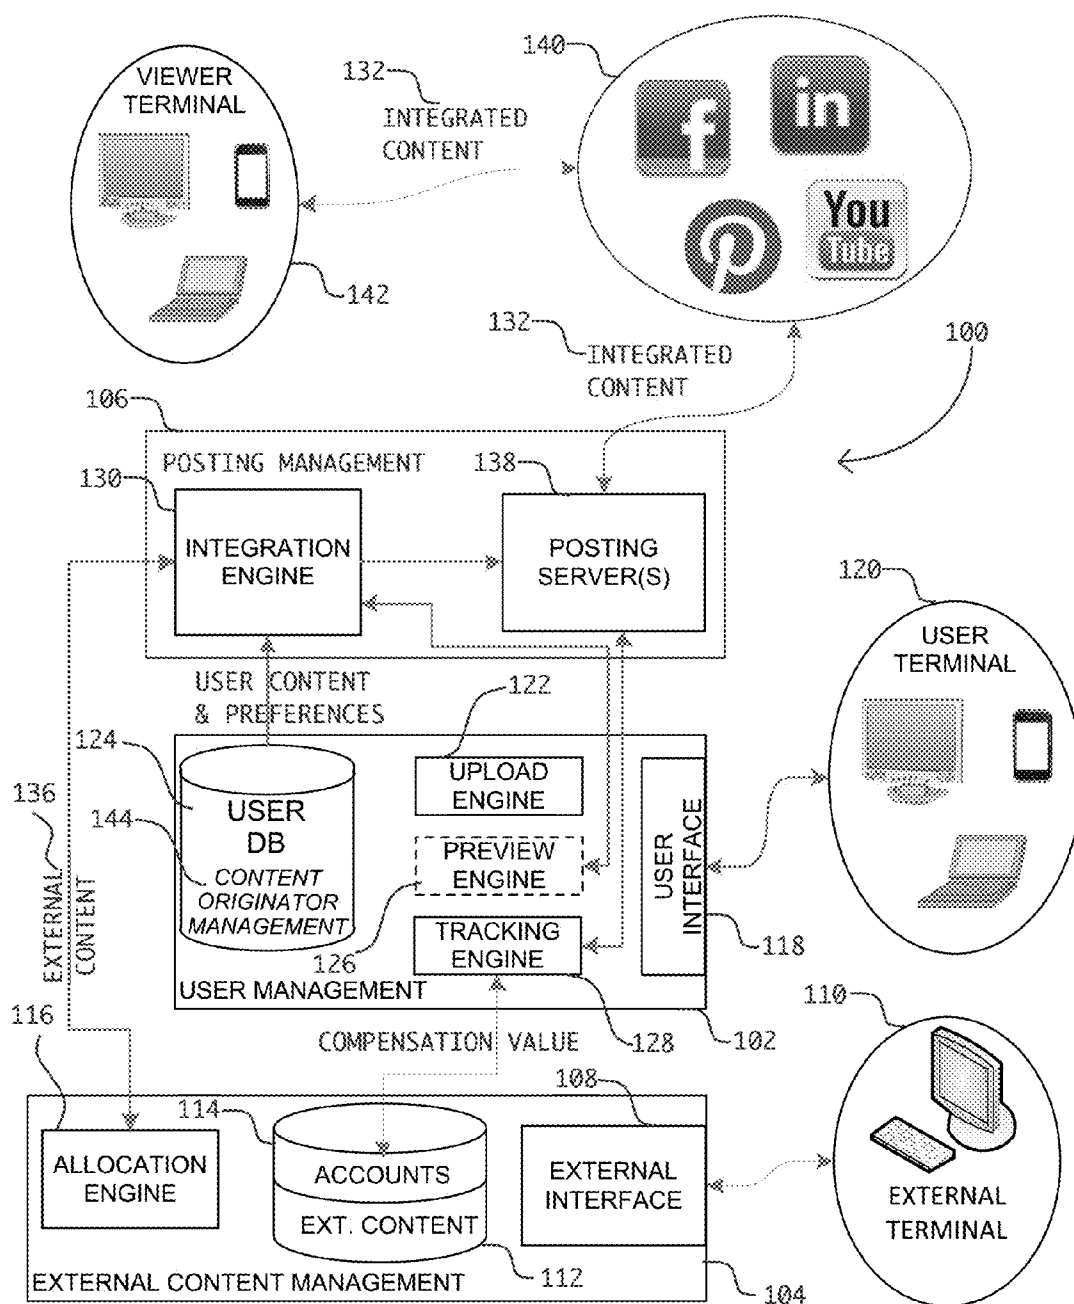 140
132
VIEWER
TERMINAL
INTEGRATED
CONTENT
f
in
P
You
Tube
142
132
INTEGRATED
CONTENT
100
106
POSTING MANAGEMENT
138
130
INTEGRATION
ENGINE
POSTING
SERVER(S)
120
USER
TERMINAL
USER CONTENT
& PREFERENCES
122
124
USER
DB
UPLOAD
ENGINE
136
144
CONTENT
ORIGINATOR
MANAGEMENT
PREVIEW
ENGINE
USER
INTERFACE
EXTERNAL
CONTENT
TRACKING
ENGINE
126
118
USER MANAGEMENT
116
COMPENSATION VALUE
128
102
110
114
108
ALLOCATION
ENGINE
ACCOUNTS
EXT. CONTENT
EXTERNAL
INTERFACE
EXTERNAL
TERMINAL
112
EXTERNAL CONTENT MANAGEMENT
104